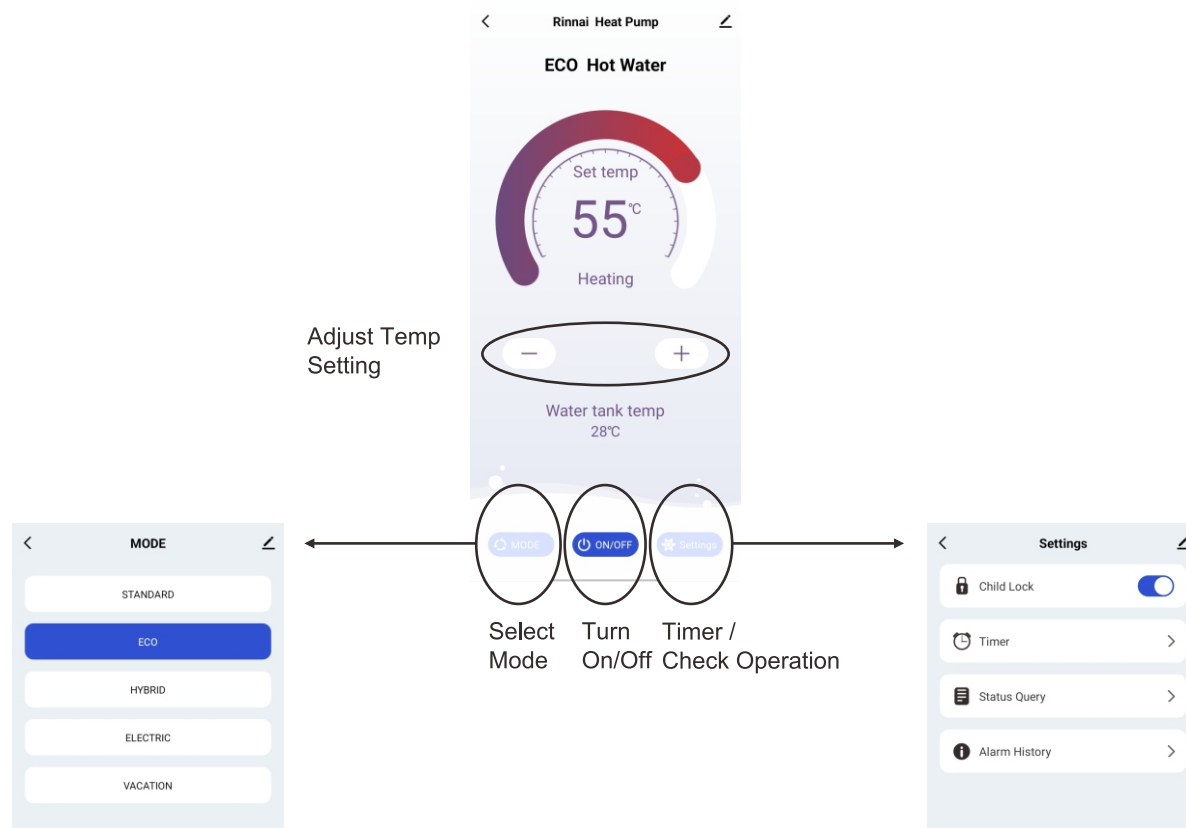 Rinnai Heat Pump
ECO Hot Water
Set temp
55℃
Heating
Adjust Temp
Setting
Water tank temp
28℃
MODE
ON/OFF
Settings
Select
Mode
Turn
On/Off
Timer /
Check Operation
MODE
STANDARD
ECO
HYBRID
ELECTRIC
VACATION
Settings
Child Lock
Timer
Status Query
Alarm History